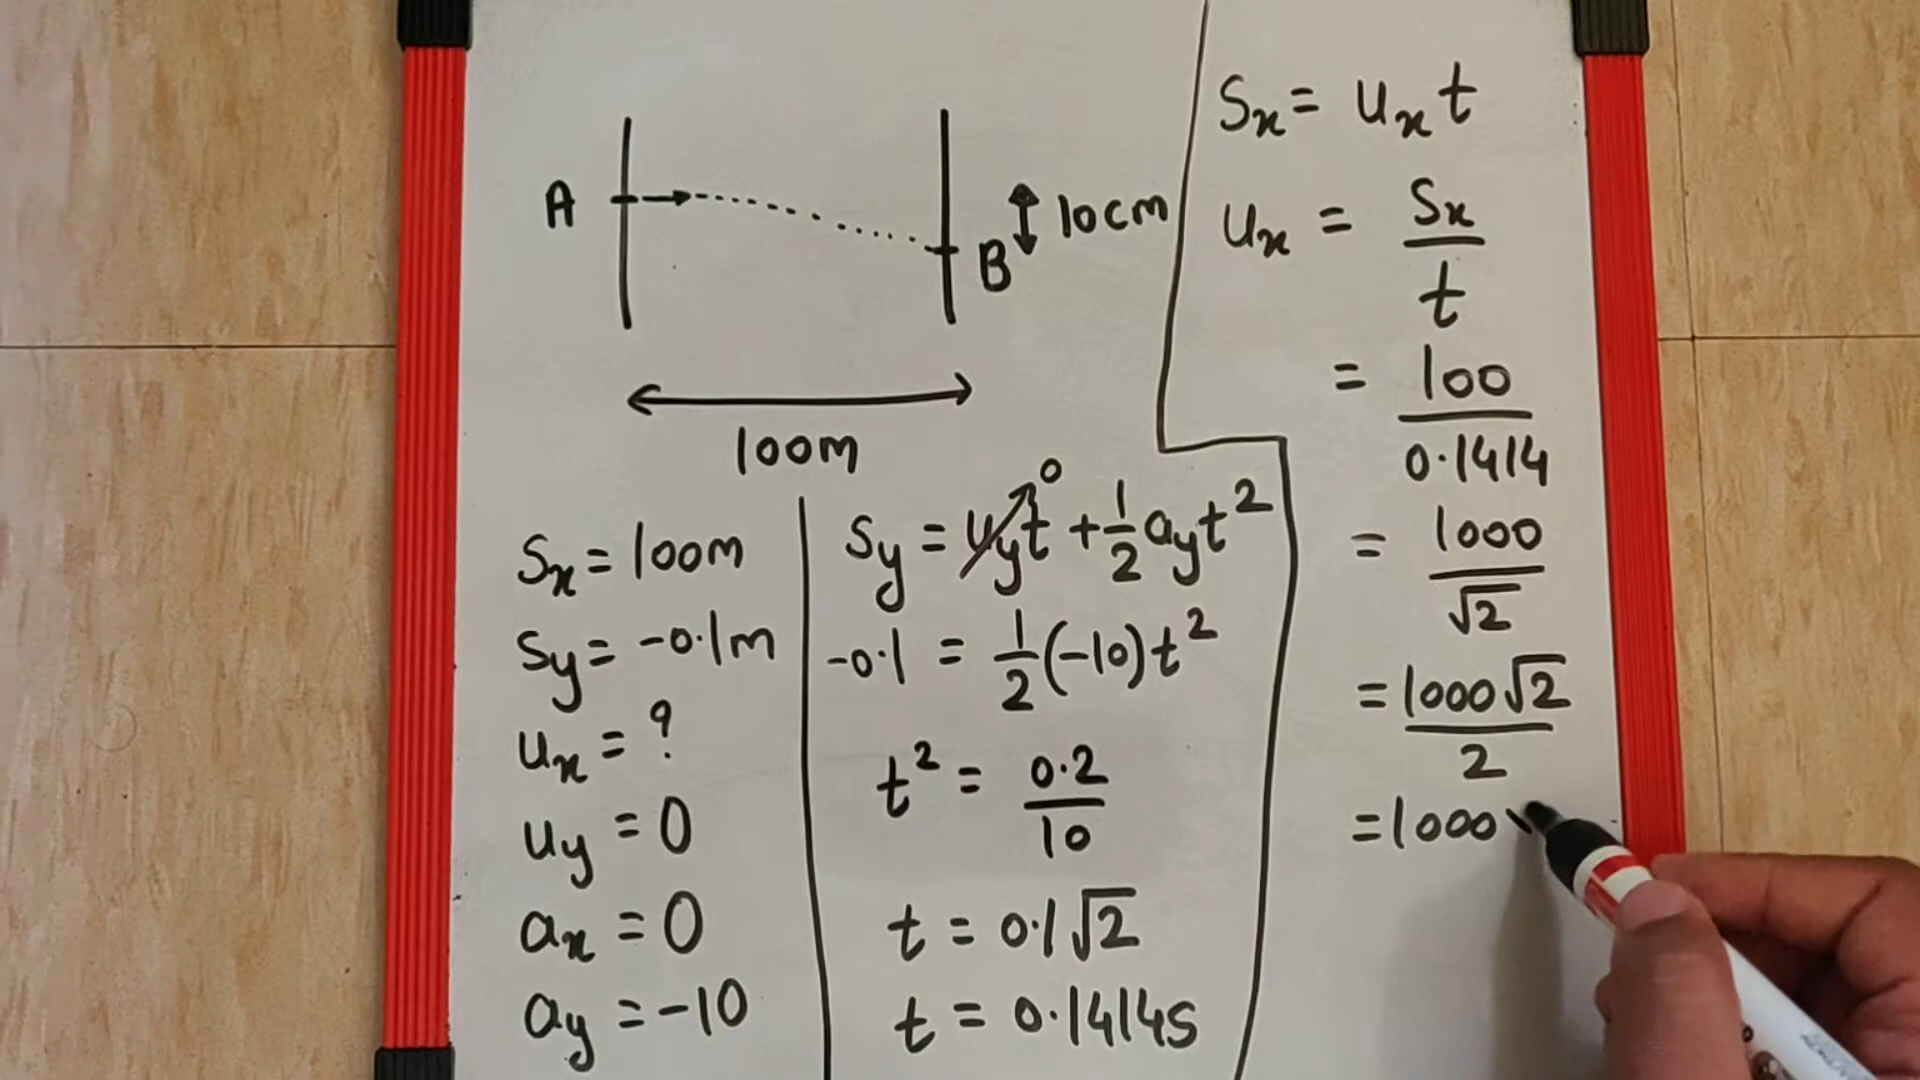 A
B
10cm
100m
Sx = 100m
Sy = -0.1m
ux = ?
uy = 0
ax = 0
ay = -10
Sy = uyt + 1/2 ayt²
0
-0.1 = 1/2 (-10)t²
t² = 0.2/10
t = 0.1√2
t = 0.1414s
Sx = uxt
ux = Sx/t
= 100/0.1414
= 1000/√2
= 1000√2/2
= 1000